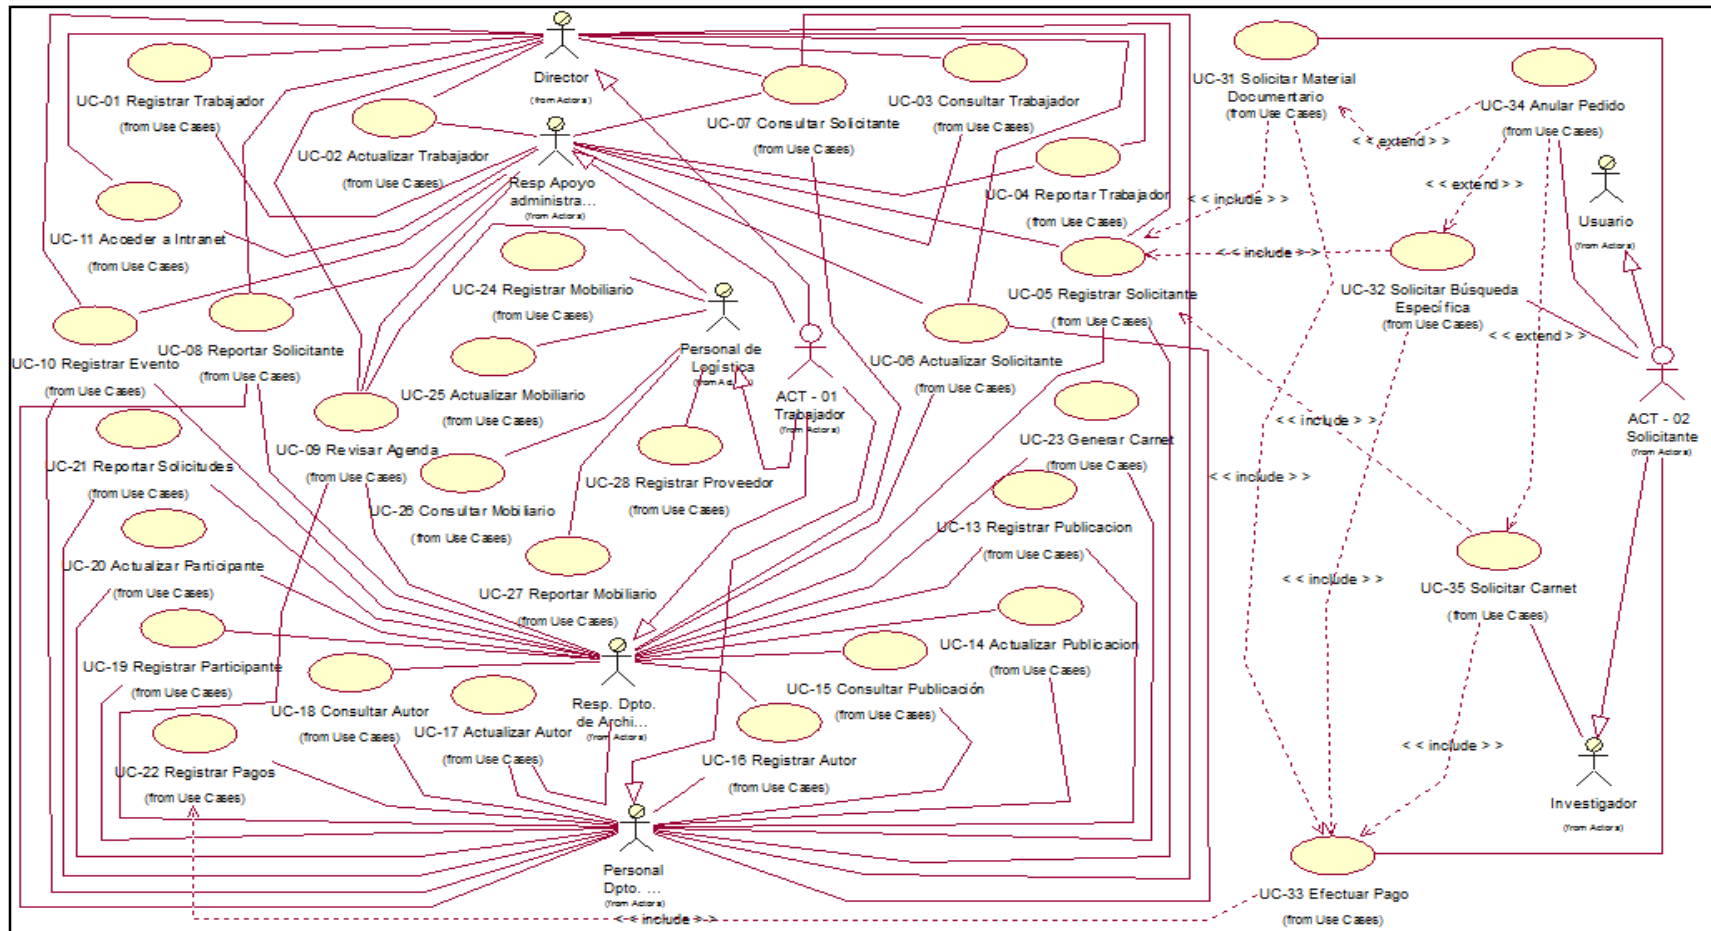 Director
(from Actors)
UC-01 Registrar Trabajador
(from Use Cases)
UC-02 Actualizar Trabajador
(from Use Cases)
UC-07 Consultar Solicitante
(from Use Cases)
UC-03 Consultar Trabajador
(from Use Cases)
UC-31 Solicitar Material
Documentario
(from Use Cases)
UC-34 Anular Pedido
(from Use Cases)
<< extend >>
<< extend >>
Resp Apoyo
administra...
(from Actors)
UC-04 Reportar Trabajador
(from Use Cases)
<< include >>
Usuario
(from Actors)
UC-11 Acceder a Intranet
(from Use Cases)
<< include >>
UC-24 Registrar Mobiliario
(from Use Cases)
UC-05 Registrar Solicitante
(from Use Cases)
UC-32 Solicitar Búsqueda
Específica
(from Use Cases)
<< extend >>
UC-10 Registrar Evento
(from Use Cases)
UC-08 Reportar Solicitante
(from Use Cases)
Personal de
Logística
UC-06 Actualizar Solicitante
(from Use Cases)
UC-25 Actualizar Mobiliario
(from Use Cases)
ACT - 01
Trabajador
(from Actors)
<< include >>
ACT - 02
Solicitante
(from Actors)
UC-21 Reportar Solicitudes
(from Use Cases)
UC-09 Revisar Agenda
(from Use Cases)
UC-23 Generar Carnet
(from Use Cases)
<< include >>
UC-26 Consultar Mobiliario
(from Use Cases)
UC-28 Registrar Proveedor
(from Use Cases)
UC-13 Registrar Publicacion
(from Use Cases)
UC-20 Actualizar Participante
(from Use Cases)
UC-27 Reportar Mobiliario
(from Use Cases)
<< include >>
UC-35 Solicitar Carnet
(from Use Cases)
UC-19 Registrar Participante
(from Use Cases)
UC-14 Actualizar Publicacion
(from Use Cases)
UC-18 Consultar Autor
(from Use Cases)
UC-17 Actualizar Autor
(from Use Cases)
Resp. Dpto.
de Archi...
(from Actors)
UC-15 Consultar Publicación
(from Use Cases)
<< include >>
UC-22 Registrar Pagos
(from Use Cases)
UC-16 Registrar Autor
(from Use Cases)
Investigador
(from Actors)
Personal
Dpto. ...
(from Actors)
UC-33 Efectuar Pago
(from Use Cases)
<< include >>